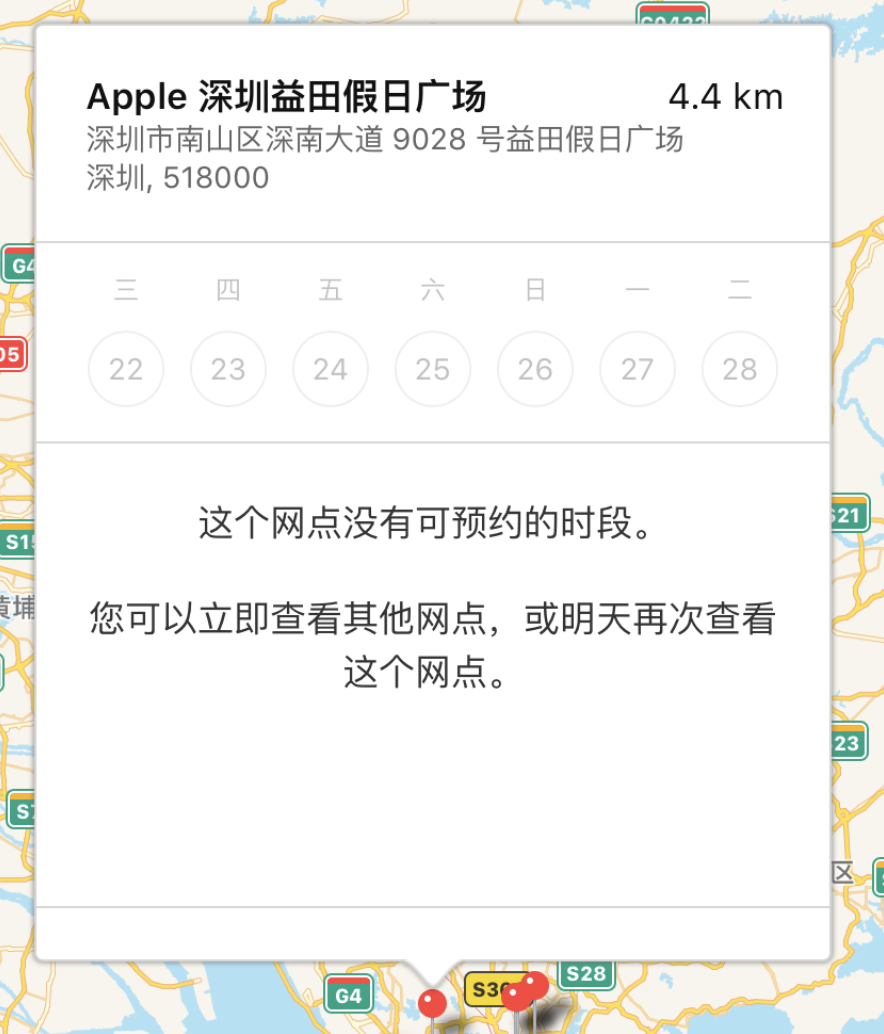 Apple 深圳益田假日广场 4.4 km
深圳市南山区深南大道 9028 号益田假日广场
深圳, 518000
G4
三 四 五 六 日 一 二
05
22 23 24 25 26 27 28
这个网点没有可预约的时段。
S21
您可以立即查看其他网点，或明天再次查看
这个网点。
黄埔
23
区
G4
S28